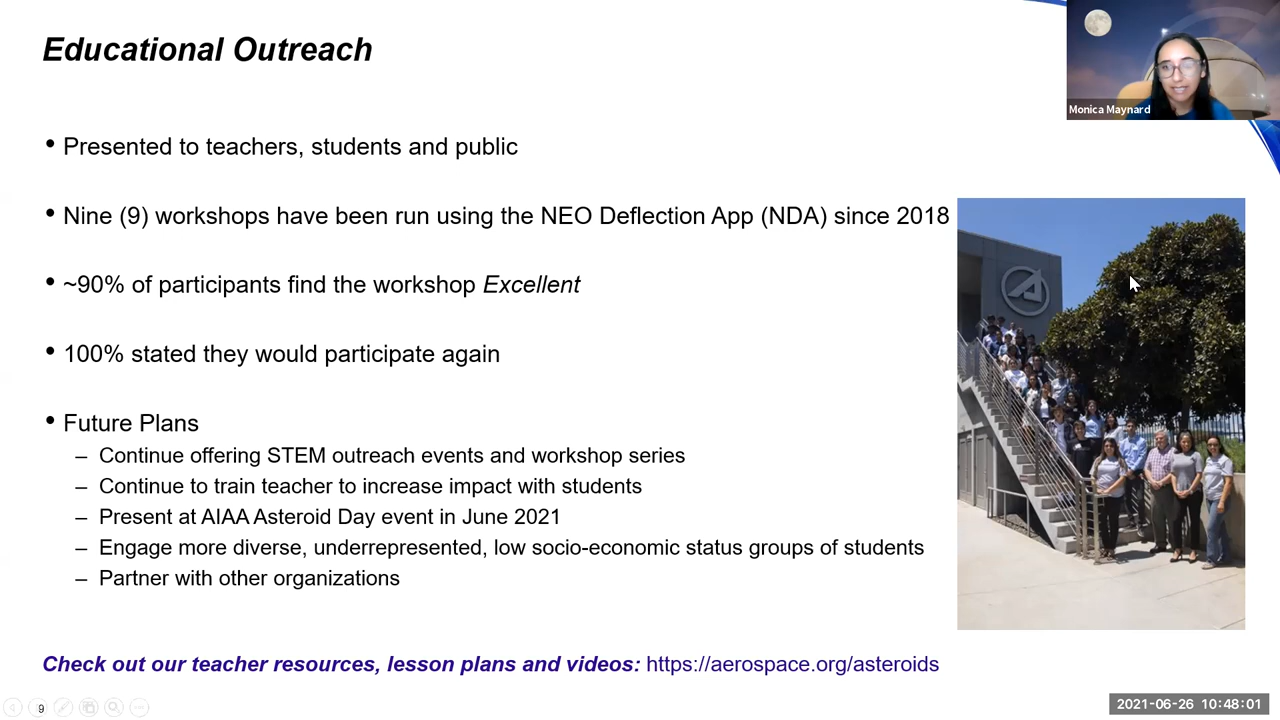 Educational Outreach
Monica Maynard
• Presented to teachers, students and public
• Nine (9) workshops have been run using the NEO Deflection App (NDA) since 2018
• ~90% of participants find the workshop Excellent
• 100% stated they would participate again
• Future Plans
– Continue offering STEM outreach events and workshop series
– Continue to train teacher to increase impact with students
– Present at AIAA Asteroid Day event in June 2021
– Engage more diverse, underrepresented, low socio-economic status groups of students
– Partner with other organizations
Check out our teacher resources, lesson plans and videos: https://aerospace.org/asteroids
9
2021-06-26 10:48:01